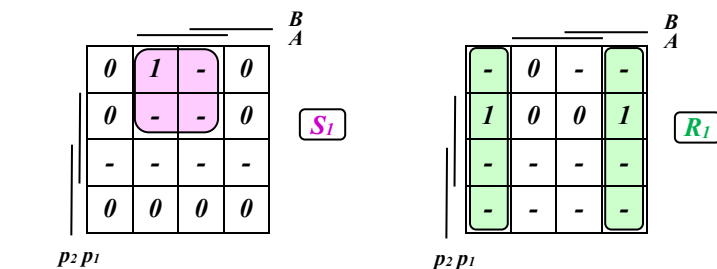 B B
A A
0 1 - 0 - 0 - -
0 - - 0 S1 1 0 0 1 R1
- - - - - - - -
0 0 0 0 - - - -
p2 p1 p2 p1